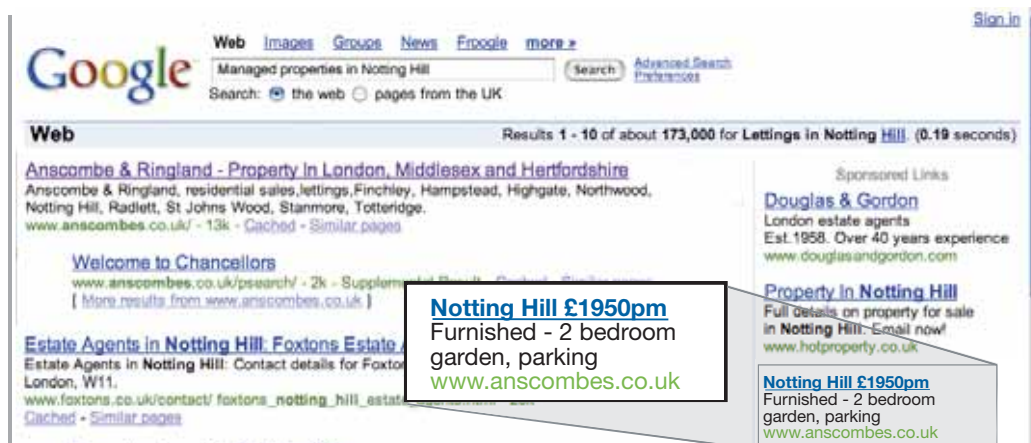 Sign in
Google
Web Images Groups News Froogle more »
Managed properties in Notting Hill Search Advanced Search
Preferences
Search: the web pages from the UK
Web Results 1 - 10 of about 173,000 for Lettings in Notting Hill. (0.19 seconds)
Anscombe & Ringland - Property In London, Middlesex and Hertfordshire
Anscombe & Ringland, residential sales,lettings,Finchley, Hampstead, Highgate, Northwood,
Notting Hill, Radlett, St Johns Wood, Stanmore, Totteridge.
www.anscombes.co.uk/ - 13k - Cached - Similar pages
Welcome to Chancellors
www.anscombes.co.uk/psearch/ - 2k - Supplemental Result - Cached - Similar pages
[ More results from www.anscombes.co.uk ]
Estate Agents in Notting Hill: Foxtons Estate
Estate Agents in Notting Hill: Contact details for Foxton
London, W11.
www.foxtons.co.uk/contact/ foxtons_notting_hill_estate
Cached - Similar pages
Notting Hill £1950pm
Furnished - 2 bedroom
garden, parking
www.anscombes.co.uk
Sponsored Links
Douglas & Gordon
London estate agents
Est.1958. Over 40 years experience
www.douglasandgordon.com
Property In Notting Hill
Full details on property for sale
in Notting Hill. Email now!
www.hotproperty.co.uk
Notting Hill £1950pm
Furnished - 2 bedroom
garden, parking
www.anscombes.co.uk